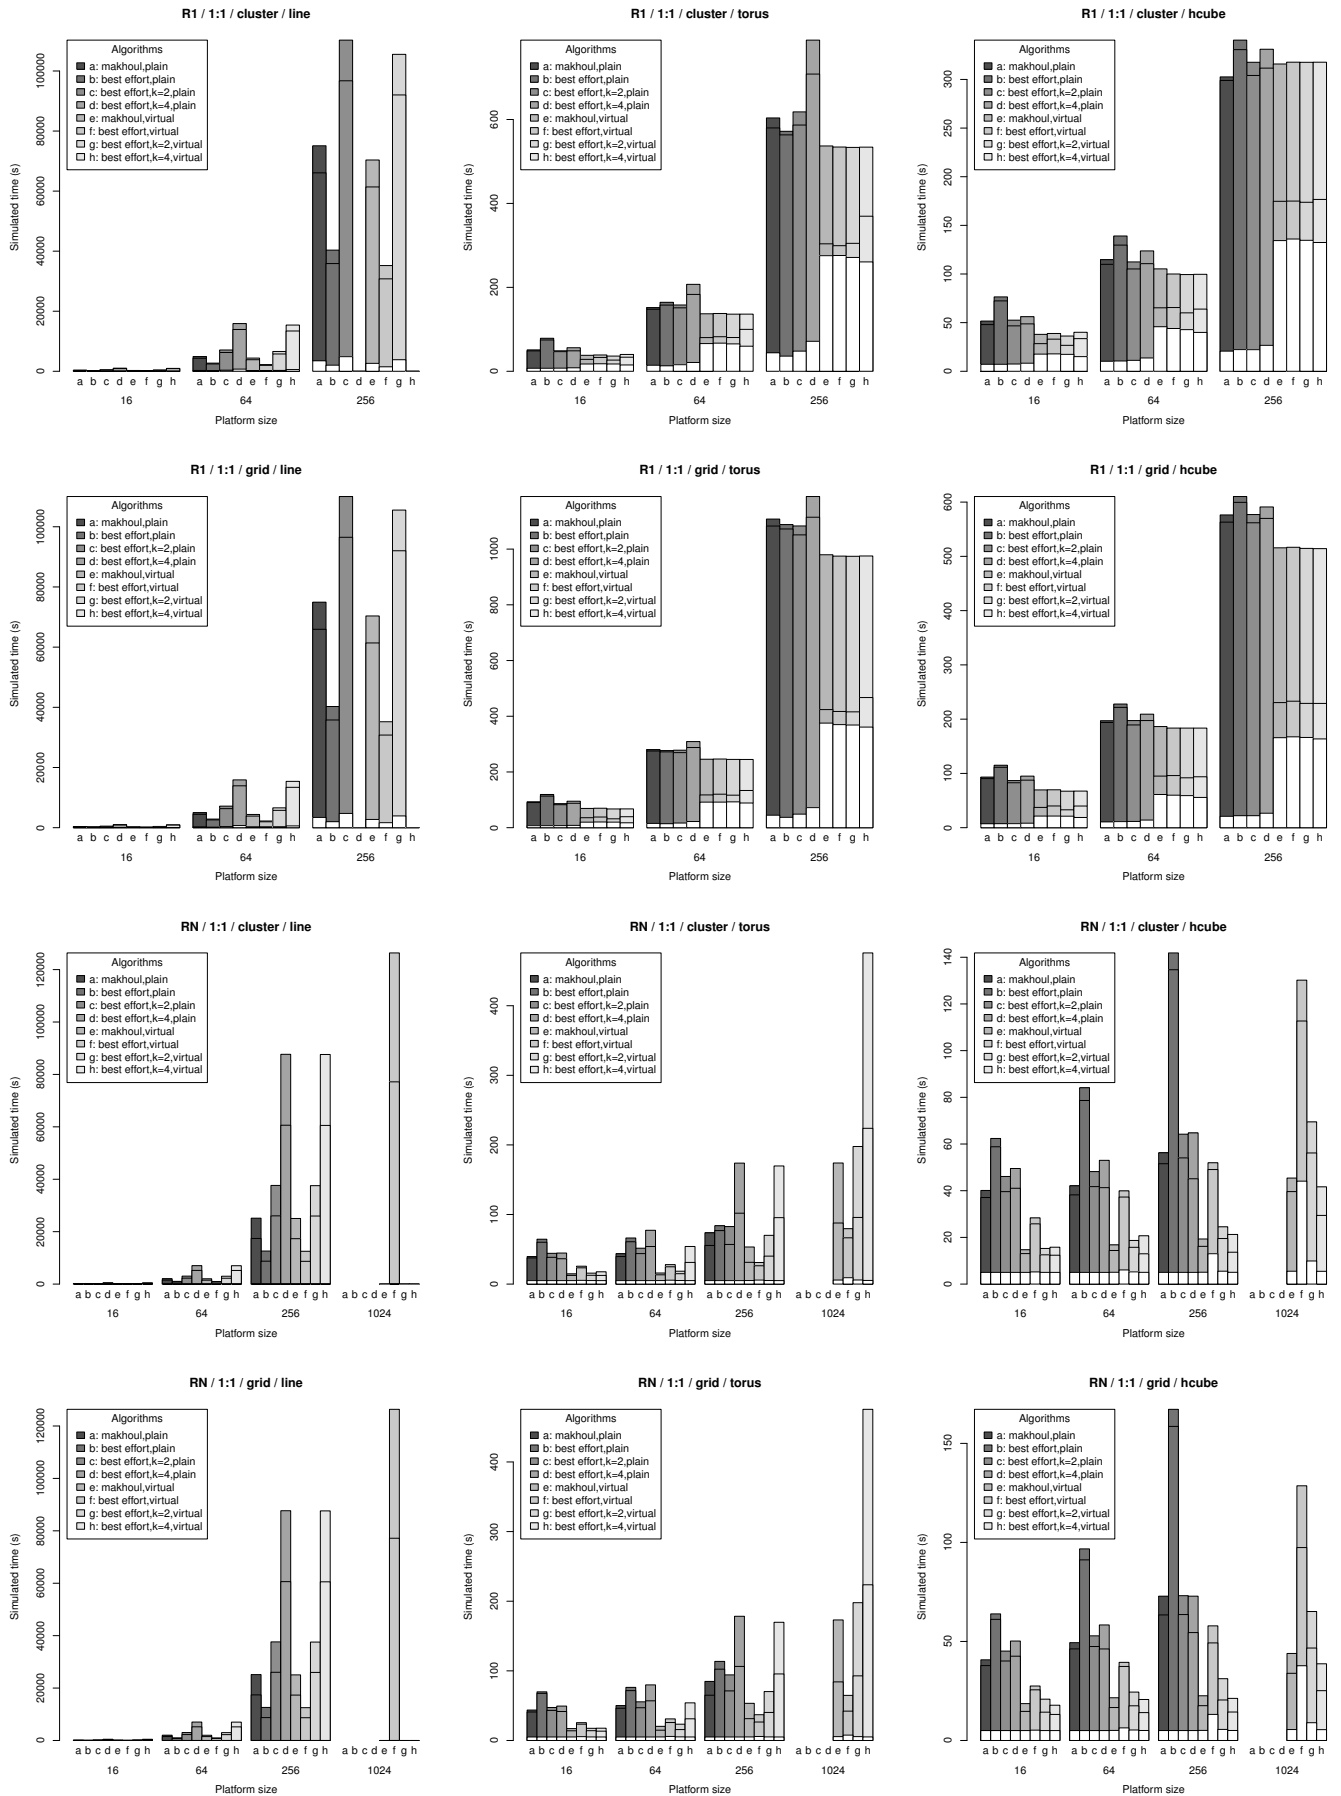 R1 / 1:1 / cluster / line
Simulated time (s)
0 20000 40000 60000 80000 100000
Algorithms
a: makhoul,plain
b: best effort,plain
c: best effort,k=2,plain
d: best effort,k=4,plain
e: makhoul,virtual
f: best effort,virtual
g: best effort,k=2,virtual
h: best effort,k=4,virtual
a b c d e f g h a b c d e f g h a b c d e f g h
16 64 256
Platform size
R1 / 1:1 / cluster / torus
Simulated time (s)
0 200 400 600
Algorithms
a: makhoul,plain
b: best effort,plain
c: best effort,k=2,plain
d: best effort,k=4,plain
e: makhoul,virtual
f: best effort,virtual
g: best effort,k=2,virtual
h: best effort,k=4,virtual
a b c d e f g h a b c d e f g h a b c d e f g h
16 64 256
Platform size
R1 / 1:1 / cluster / hcube
Simulated time (s)
0 50 100 150 200 250 300
Algorithms
a: makhoul,plain
b: best effort,plain
c: best effort,k=2,plain
d: best effort,k=4,plain
e: makhoul,virtual
f: best effort,virtual
g: best effort,k=2,virtual
h: best effort,k=4,virtual
a b c d e f g h a b c d e f g h a b c d e f g h
16 64 256
Platform size
R1 / 1:1 / grid / line
Simulated time (s)
0 20000 40000 60000 80000 100000
Algorithms
a: makhoul,plain
b: best effort,plain
c: best effort,k=2,plain
d: best effort,k=4,plain
e: makhoul,virtual
f: best effort,virtual
g: best effort,k=2,virtual
h: best effort,k=4,virtual
a b c d e f g h a b c d e f g h a b c d e f g h
16 64 256
Platform size
R1 / 1:1 / grid / torus
Simulated time (s)
0 200 400 600 800 1000
Algorithms
a: makhoul,plain
b: best effort,plain
c: best effort,k=2,plain
d: best effort,k=4,plain
e: makhoul,virtual
f: best effort,virtual
g: best effort,k=2,virtual
h: best effort,k=4,virtual
a b c d e f g h a b c d e f g h a b c d e f g h
16 64 256
Platform size
R1 / 1:1 / grid / hcube
Simulated time (s)
0 100 200 300 400 500 600
Algorithms
a: makhoul,plain
b: best effort,plain
c: best effort,k=2,plain
d: best effort,k=4,plain
e: makhoul,virtual
f: best effort,virtual
g: best effort,k=2,virtual
h: best effort,k=4,virtual
a b c d e f g h a b c d e f g h a b c d e f g h
16 64 256
Platform size
RN / 1:1 / cluster / line
Simulated time (s)
0 20000 40000 60000 80000 100000 120000
Algorithms
a: makhoul,plain
b: best effort,plain
c: best effort,k=2,plain
d: best effort,k=4,plain
e: makhoul,virtual
f: best effort,virtual
g: best effort,k=2,virtual
h: best effort,k=4,virtual
a b c d e f g h a b c d e f g h a b c d e f g h a b c d e f g h
16 64 256 1024
Platform size
RN / 1:1 / cluster / torus
Simulated time (s)
0 100 200 300 400
Algorithms
a: makhoul,plain
b: best effort,plain
c: best effort,k=2,plain
d: best effort,k=4,plain
e: makhoul,virtual
f: best effort,virtual
g: best effort,k=2,virtual
h: best effort,k=4,virtual
a b c d e f g h a b c d e f g h a b c d e f g h a b c d e f g h
16 64 256 1024
Platform size
RN / 1:1 / cluster / hcube
Simulated time (s)
0 20 40 60 80 100 120 140
Algorithms
a: makhoul,plain
b: best effort,plain
c: best effort,k=2,plain
d: best effort,k=4,plain
e: makhoul,virtual
f: best effort,virtual
g: best effort,k=2,virtual
h: best effort,k=4,virtual
a b c d e f g h a b c d e f g h a b c d e f g h a b c d e f g h
16 64 256 1024
Platform size
RN / 1:1 / grid / line
Simulated time (s)
0 20000 40000 60000 80000 100000 120000
Algorithms
a: makhoul,plain
b: best effort,plain
c: best effort,k=2,plain
d: best effort,k=4,plain
e: makhoul,virtual
f: best effort,virtual
g: best effort,k=2,virtual
h: best effort,k=4,virtual
a b c d e f g h a b c d e f g h a b c d e f g h a b c d e f g h
16 64 256 1024
Platform size
RN / 1:1 / grid / torus
Simulated time (s)
0 100 200 300 400
Algorithms
a: makhoul,plain
b: best effort,plain
c: best effort,k=2,plain
d: best effort,k=4,plain
e: makhoul,virtual
f: best effort,virtual
g: best effort,k=2,virtual
h: best effort,k=4,virtual
a b c d e f g h a b c d e f g h a b c d e f g h a b c d e f g h
16 64 256 1024
Platform size
RN / 1:1 / grid / hcube
Simulated time (s)
0 50 100 150
Algorithms
a: makhoul,plain
b: best effort,plain
c: best effort,k=2,plain
d: best effort,k=4,plain
e: makhoul,virtual
f: best effort,virtual
g: best effort,k=2,virtual
h: best effort,k=4,virtual
a b c d e f g h a b c d e f g h a b c d e f g h a b c d e f g h
16 64 256 1024
Platform size